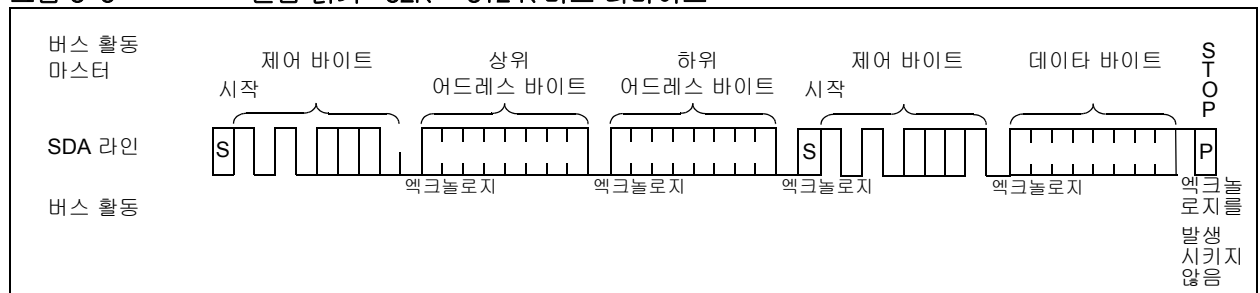 버스 활동
마스터
시작
제어 바이트
상위
어드레스 바이트
하위
어드레스 바이트
시작
제어 바이트
데이타 바이트
S
T
O
P
SDA 라인
S
S
P
엑크놀로지
엑크놀로지
엑크놀로지
엑크놀로지
엑크놀
로지를
발생
시키지
않음
버스 활동